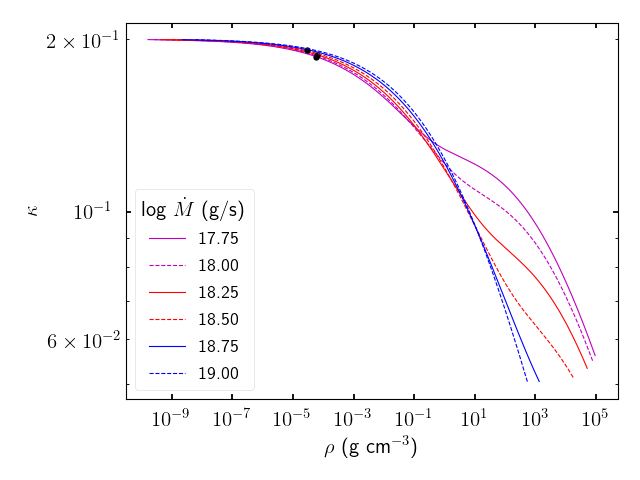 2 × 10⁻¹
10⁻¹
6 × 10⁻²
κ
log Ṁ (g/s)
17.75
18.00
18.25
18.50
18.75
19.00
10⁻⁹ 10⁻⁷ 10⁻⁵ 10⁻³ 10⁻¹ 10¹ 10³ 10⁵
ρ (g cm⁻³)